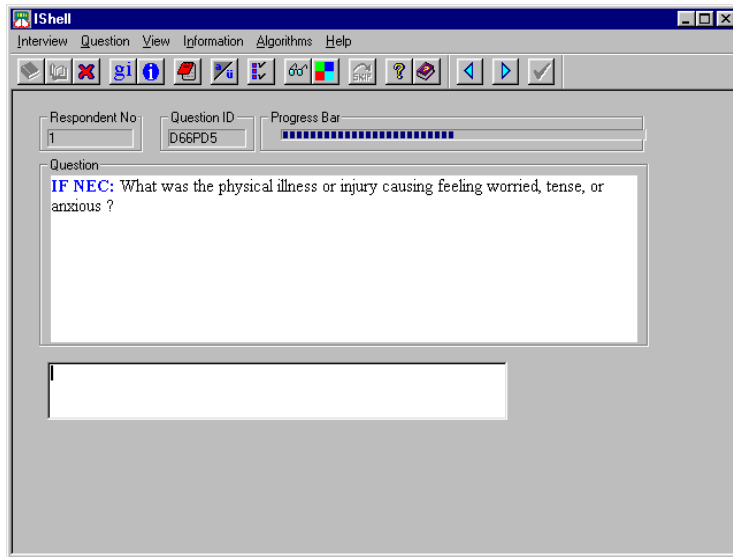 IShell
Interview Question View Information Algorithms Help
gi i a/ü SKIP ? ?
Respondent No Question ID Progress Bar
1 D66PD5
Question
IF NEC: What was the physical illness or injury causing feeling worried, tense, or
anxious ?